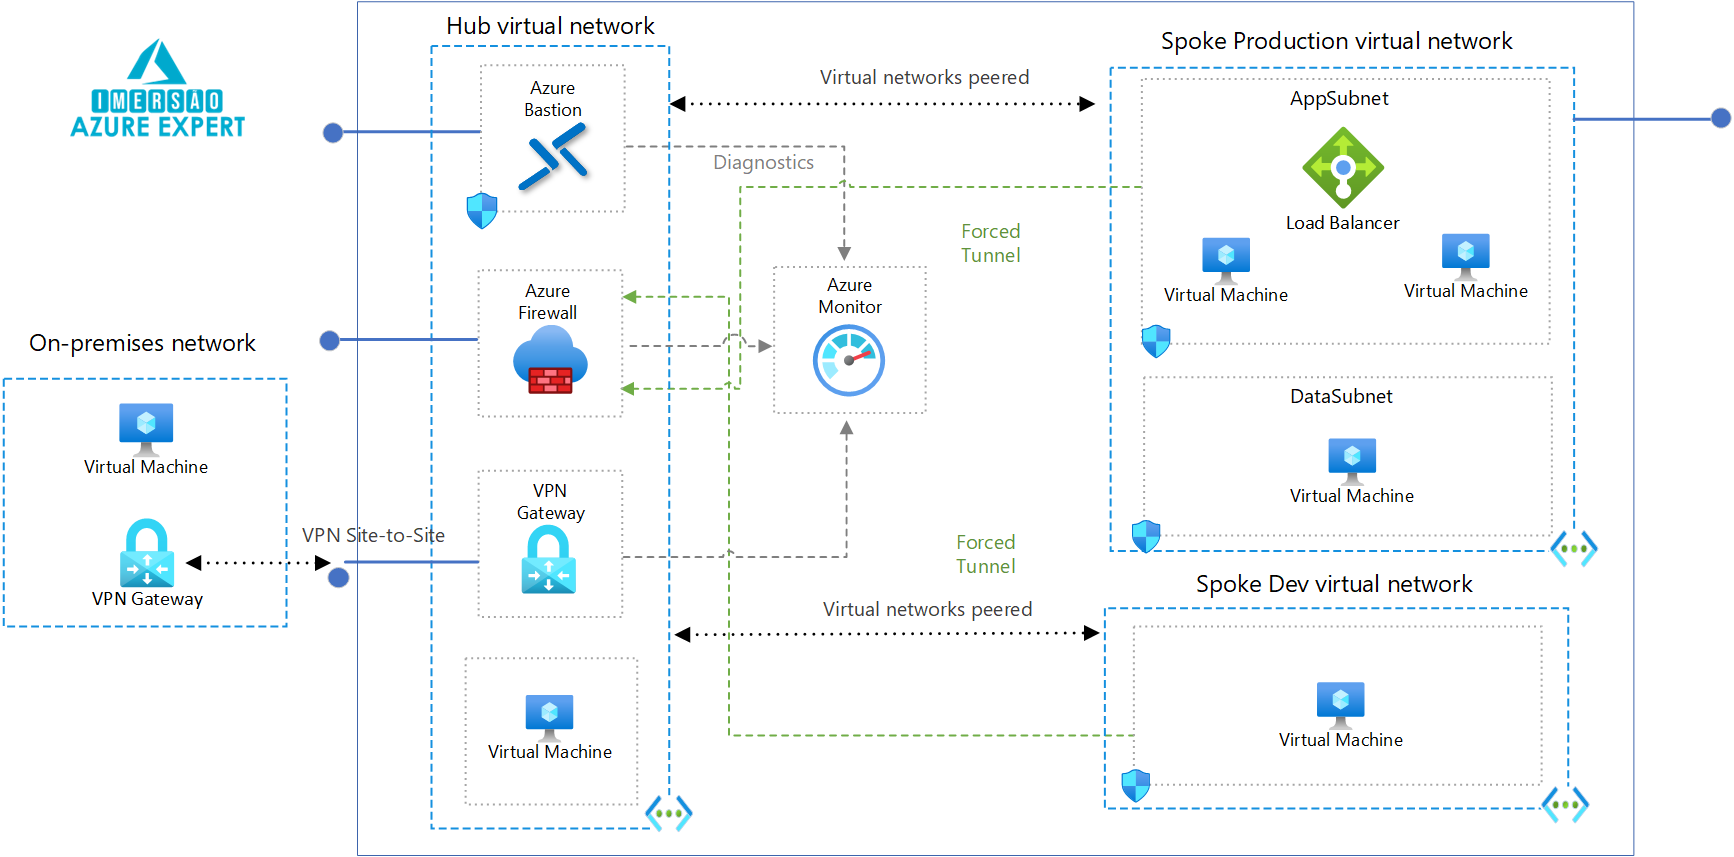 IMERSÃO
AZURE EXPERT
On-premises network
Virtual Machine
VPN Gateway
VPN Site-to-Site
Hub virtual network
Azure
Bastion
Azure
Firewall
VPN
Gateway
Virtual Machine
Virtual networks peered
Diagnostics
Forced
Tunnel
Azure
Monitor
Forced
Tunnel
Virtual networks peered
Spoke Production virtual network
AppSubnet
Load Balancer
Virtual Machine
Virtual Machine
DataSubnet
Virtual Machine
Spoke Dev virtual network
Virtual Machine